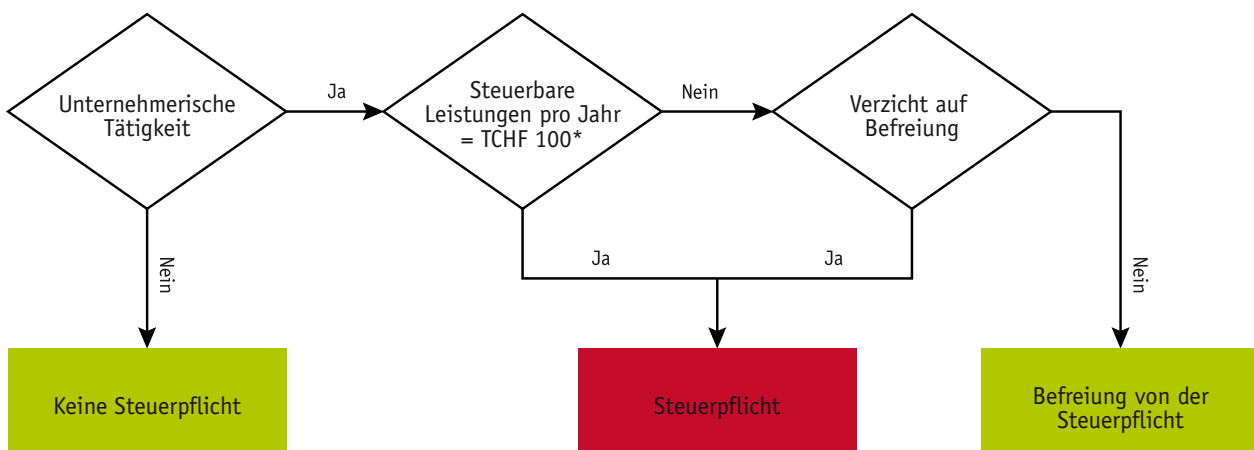 Unternehmerische
Tätigkeit
Ja
Steuerbare
Leistungen pro Jahr
= TCHF 100*
Nein
Verzicht auf
Befreiung
Nein
Ja
Ja
Nein
Keine Steuerpflicht
Steuerpflicht
Befreiung von der
Steuerpflicht